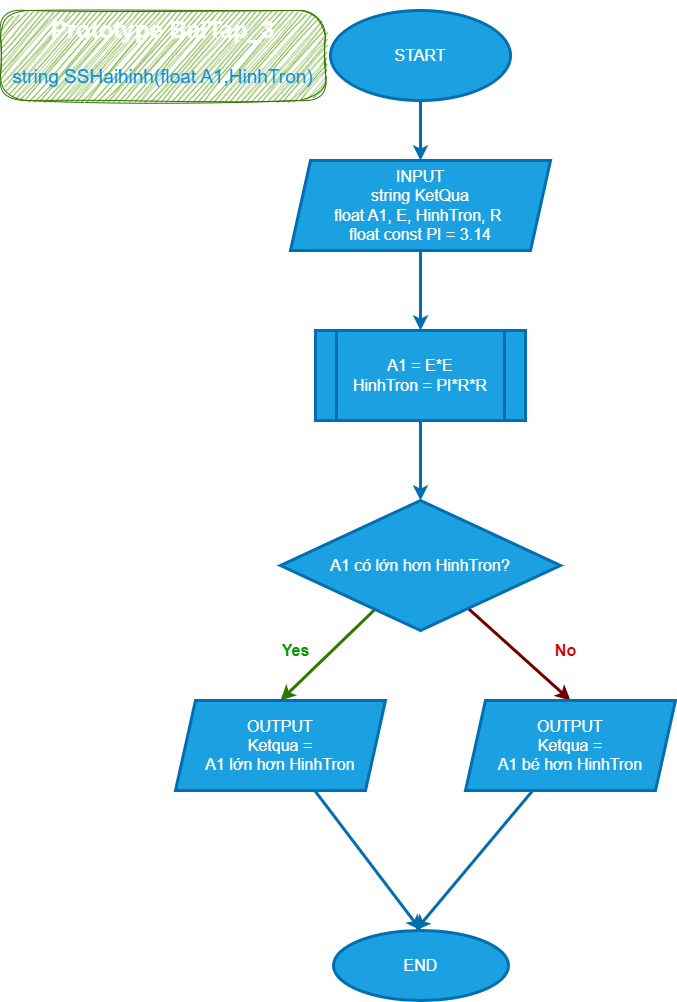 Prototype BaiTap_3
string SSHaihinh(float A1,HinhTron)
START
INPUT
string KetQua
float A1, E, HinhTron, R
float const PI = 3.14
A1 = E*E
HinhTron = PI*R*R
A1 có lớn hơn HinhTron?
Yes
No
OUTPUT
Ketqua =
A1 lớn hơn HinhTron
OUTPUT
Ketqua =
A1 bé hơn HinhTron
END